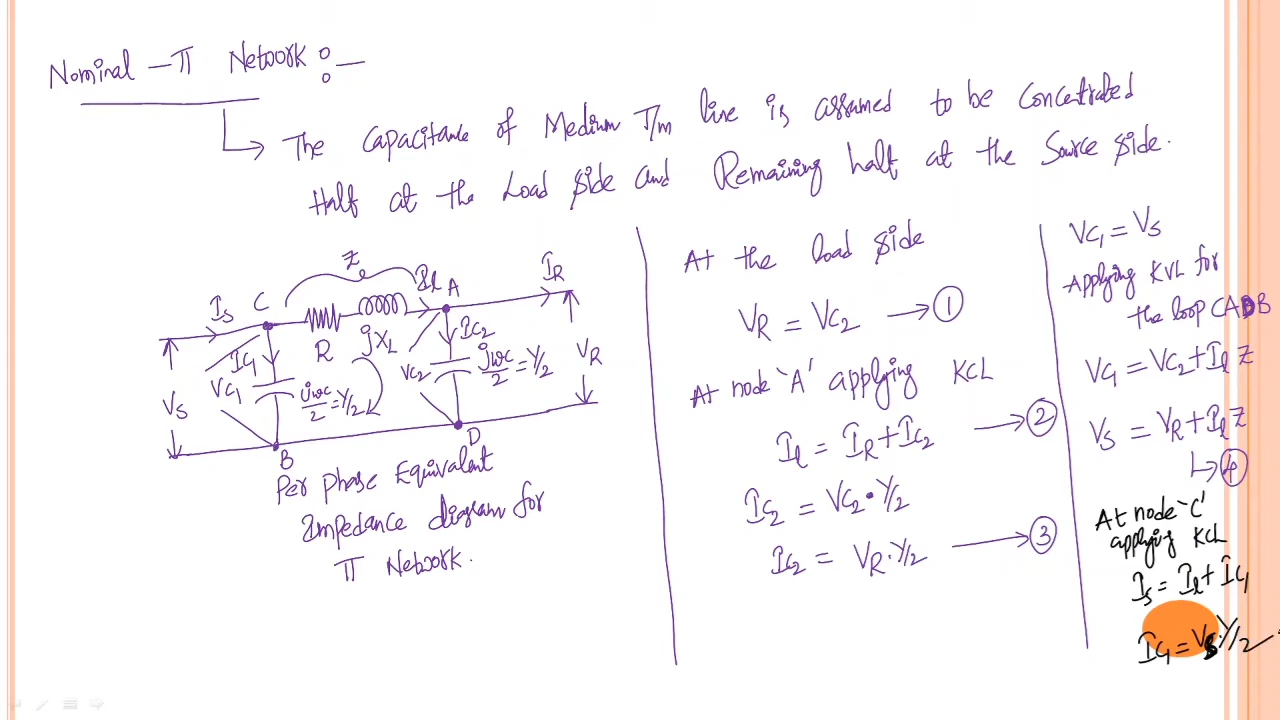 Nominal - π Network :-
The Capacitance of Medium T/m line is assumed to be Concentrated
Half at the Load side and Remaining half at the Source side.
Z
Is C R jXL Il A IR
Vs VC1 IC1 jωc/2 = Y/2 VC2 IC2 jωc/2 = Y/2 VR
B D
Per phase Equivalent
Impedance diagram for
π Network.
At the load side
VR = VC2 → ①
At node 'A' applying KCL
Il = IR + IC2 → ②
IC2 = VC2 · Y/2
IC2 = VR · Y/2 → ③
VC1 = VS
Applying KVL for
the loop CADB
VC1 = VC2 + Il Z
VS = VR + Il Z
↳ ④
At node 'C'
applying KCL
Is = Il + IC1
IC1 = VS · Y/2